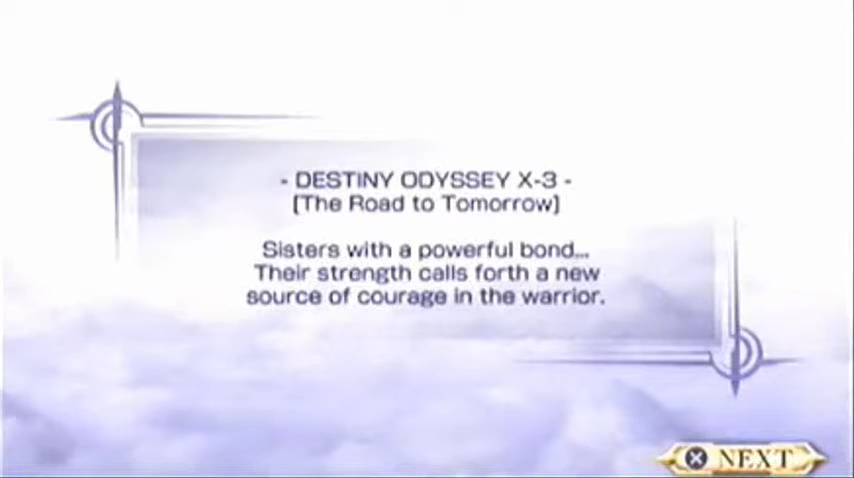 - DESTINY ODYSSEY X-3 -
[The Road to Tomorrow]
Sisters with a powerful bond...
Their strength calls forth a new
source of courage in the warrior.
NEXT